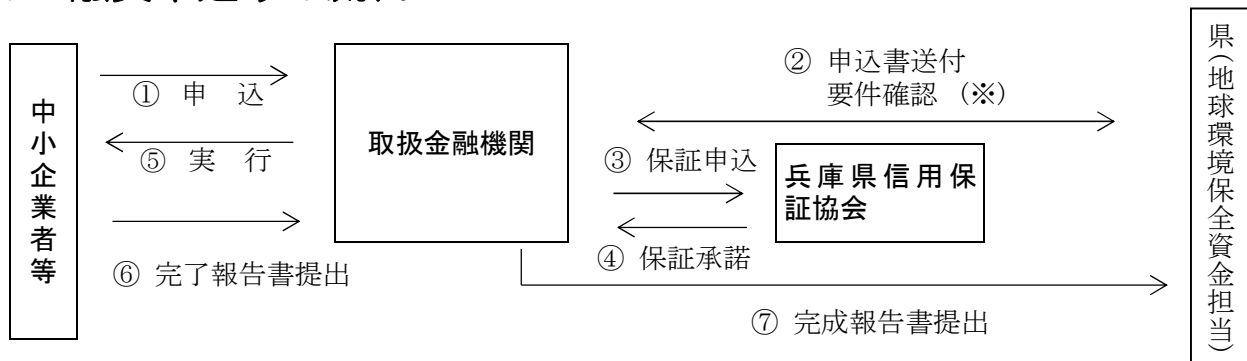 中小企業者等
① 申　込
⑤ 実　行
⑥ 完了報告書提出
取扱金融機関
② 申込書送付
要件確認（※）
③ 保証申込
兵庫県信用保
証協会
④ 保証承諾
⑦ 完成報告書提出
県（地球環境保全資金担当）